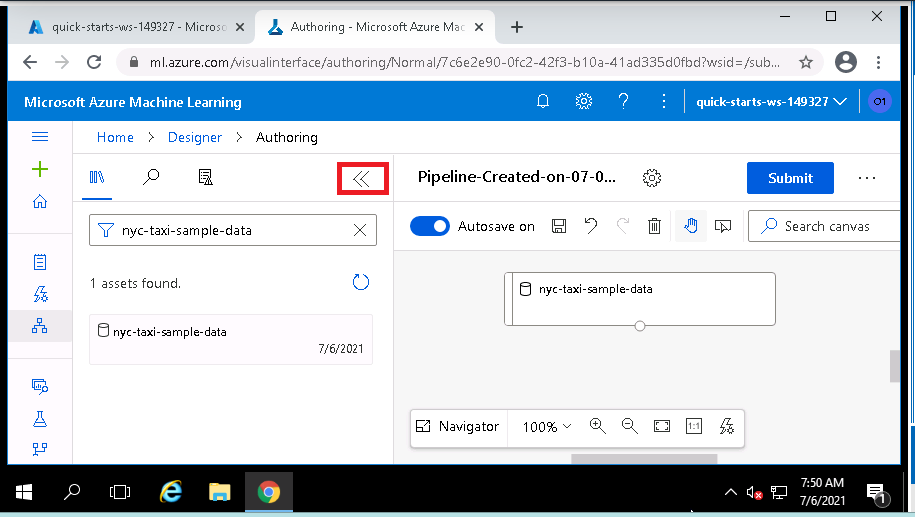 quick-starts-ws-149327 - Microso
Authoring - Microsoft Azure Mac
ml.azure.com/visualinterface/authoring/Normal/7c6e2e90-0fc2-42f3-b10a-41ad335d0fbd?wsid=/sub...
Microsoft Azure Machine Learning
quick-starts-ws-149327
O1
Home > Designer > Authoring
Pipeline-Created-on-07-0...
Submit
nyc-taxi-sample-data
Autosave on
Search canvas
1 assets found.
nyc-taxi-sample-data
nyc-taxi-sample-data
7/6/2021
Navigator
100%
1:1
7:50 AM
7/6/2021
1